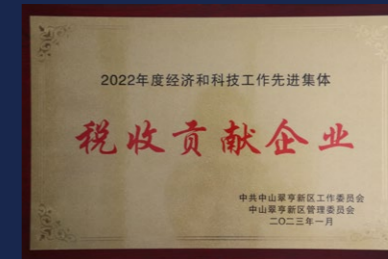 2022年度经济和科技工作先进集体
税收贡献企业
中共中山翠亨新区工作委员会
中山翠亨新区管理委员会
二〇二三年一月